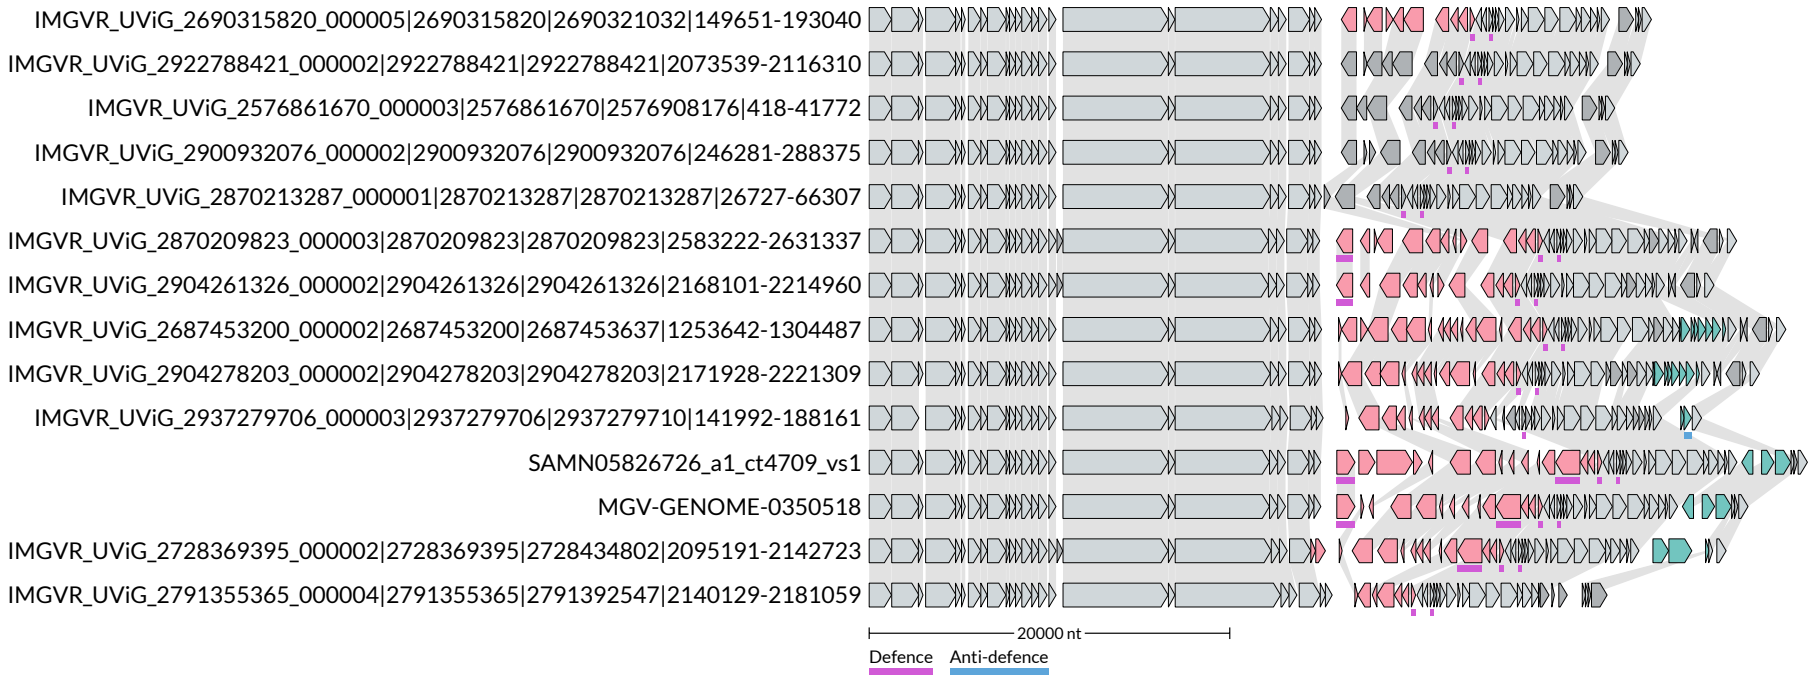 IMGVR_UViG_2690315820_000005|2690315820|2690321032|149651-193040
IMGVR_UViG_2922788421_000002|2922788421|2922788421|2073539-2116310
IMGVR_UViG_2576861670_000003|2576861670|2576908176|418-41772
IMGVR_UViG_2900932076_000002|2900932076|2900932076|246281-288375
IMGVR_UViG_2870213287_000001|2870213287|2870213287|26727-66307
IMGVR_UViG_2870209823_000003|2870209823|2870209823|2583222-2631337
IMGVR_UViG_2904261326_000002|2904261326|2904261326|2168101-2214960
IMGVR_UViG_2687453200_000002|2687453200|2687453637|1253642-1304487
IMGVR_UViG_2904278203_000002|2904278203|2904278203|2171928-2221309
IMGVR_UViG_2937279706_000003|2937279706|2937279710|141992-188161
SAMN05826726_a1_ct4709_vs1
MGV-GENOME-0350518
IMGVR_UViG_2728369395_000002|2728369395|2728434802|2095191-2142723
IMGVR_UViG_2791355365_000004|2791355365|2791392547|2140129-2181059
20000 nt
Defence Anti-defence